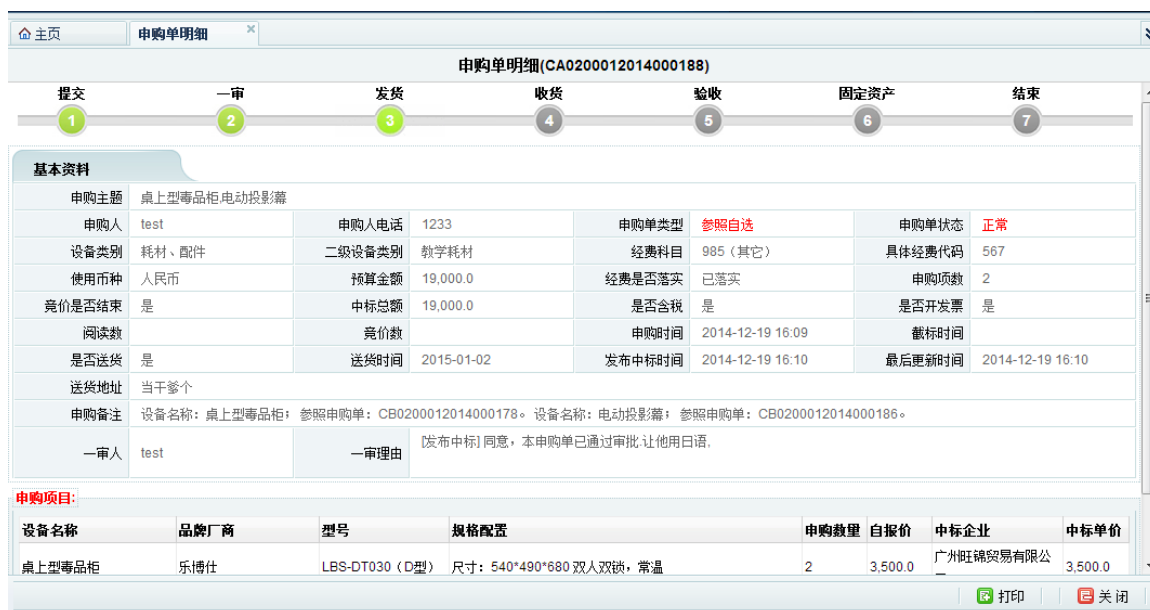 主页 申购单明细
申购单明细(CA0200012014000188)
提交 一审 发货 收货 验收 固定资产 结束
1 2 3 4 5 6 7
基本资料
申购主题 桌上型毒品柜,电动投影幕
申购人 test 申购人电话 1233 申购单类型 参照自选 申购单状态 正常
设备类别 耗材、配件 二级设备类别 教学耗材 经费科目 985（其它） 具体经费代码 567
使用币种 人民币 预算金额 19,000.0 经费是否落实 已落实 申购项数 2
竞价是否结束 是 中标总额 19,000.0 是否含税 是 是否开发票 是
阅读数 竞价数 申购时间 2014-12-19 16:09 截标时间
是否送货 是 送货时间 2015-01-02 发布中标时间 2014-12-19 16:10 最后更新时间 2014-12-19 16:10
送货地址 当干爹个
申购备注 设备名称：桌上型毒品柜； 参照申购单：CB0200012014000178。设备名称：电动投影幕； 参照申购单：CB0200012014000186。
一审人 test 一审理由 [发布中标] 同意，本申购单已通过审批.让他用日语,
申购项目:
设备名称 品牌厂商 型号 规格配置 申购数量 自报价 中标企业 中标单价
桌上型毒品柜 乐博仕 LBS-DT030（D型） 尺寸：540*490*680 双人双锁，常温 2 3,500.0 广州旺锦贸易有限公 3,500.0
打印 关闭